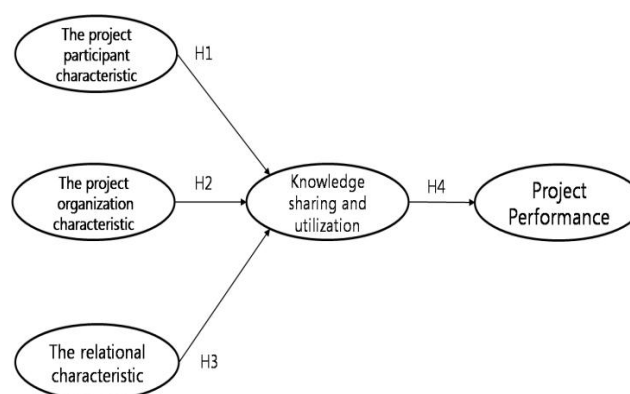 The project
participant
characteristic
H1
The project
organization
characteristic
H2
Knowledge
sharing and
utilization
H4
Project
Performance
The relational
characteristic
H3